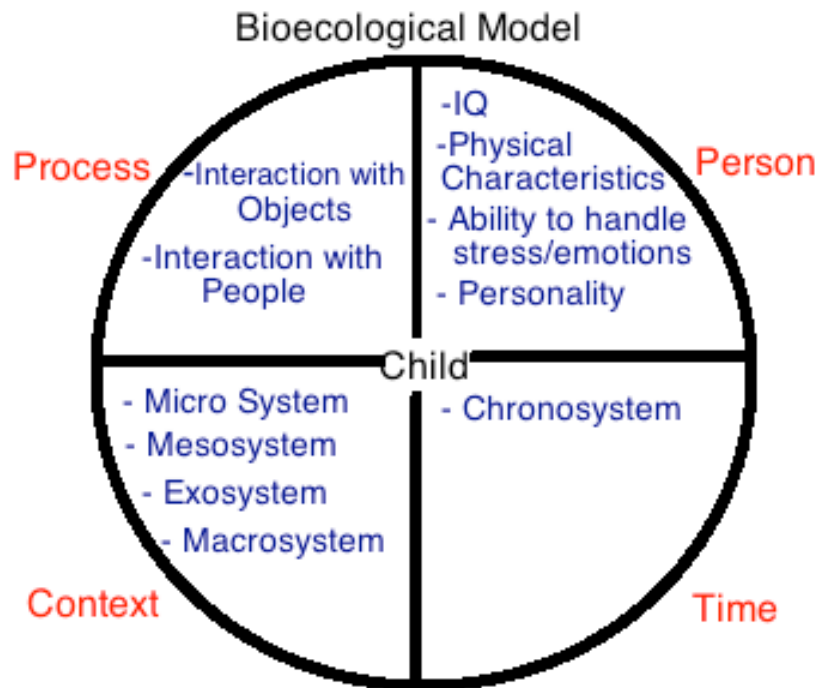 Bioecological Model
Process
-Interaction with
Objects
-Interaction with
People
Person
-IQ
-Physical
Characteristics
- Ability to handle
stress/emotions
- Personality
Child
Context
- Micro System
- Mesosystem
- Exosystem
- Macrosystem
Time
- Chronosystem